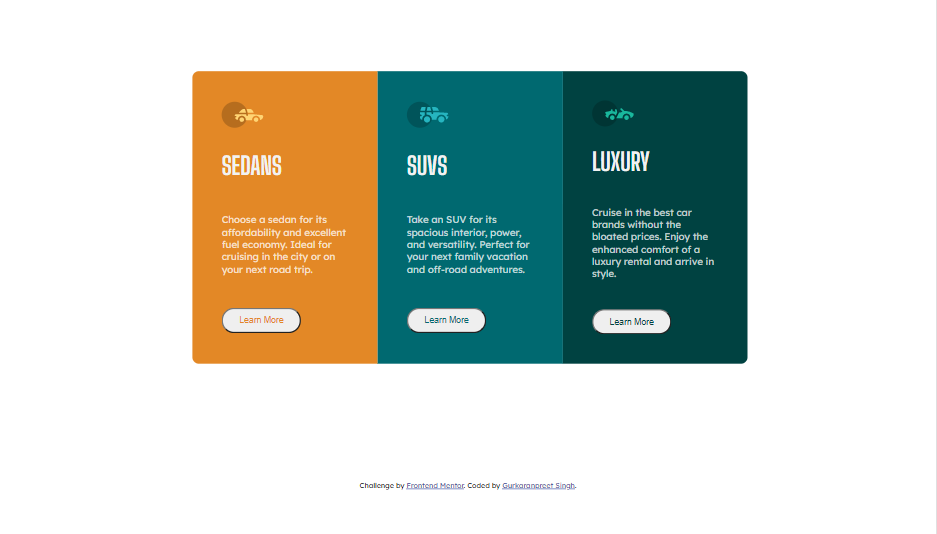 SEDANS
Choose a sedan for its
affordability and excellent
fuel economy. Ideal for
cruising in the city or on
your next road trip.
Learn More
SUVS
Take an SUV for its
spacious interior, power,
and versatility. Perfect for
your next family vacation
and off-road adventures.
Learn More
LUXURY
Cruise in the best car
brands without the
bloated prices. Enjoy the
enhanced comfort of a
luxury rental and arrive in
style.
Learn More
Challenge by Frontend Mentor. Coded by Gurkaranpreet Singh.